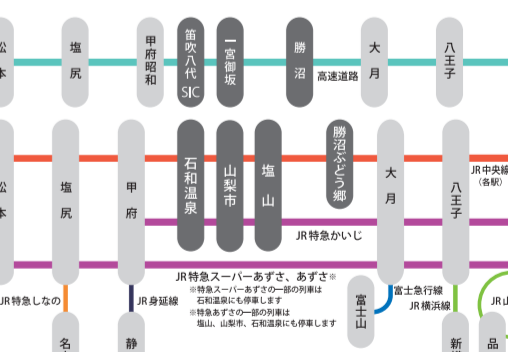 松本
塩尻
甲府昭和
笛吹八代
SIC
一宮御坂
勝沼
高速道路
大月
八王子
松本
塩尻
甲府
石和温泉
山梨市
塩山
勝沼ぶどう郷
大月
八王子
JR中央線
（各駅）
JR特急かいじ
JR特急スーパーあずさ、あずさ※
※特急スーパーあずさの一部の列車は
石和温泉にも停車します
※特急あずさの一部の列車は
塩山、山梨市、石和温泉にも停車します
JR特急しなの
JR身延線
富士山
富士急行線
JR横浜線
JR山
名
静
新
品